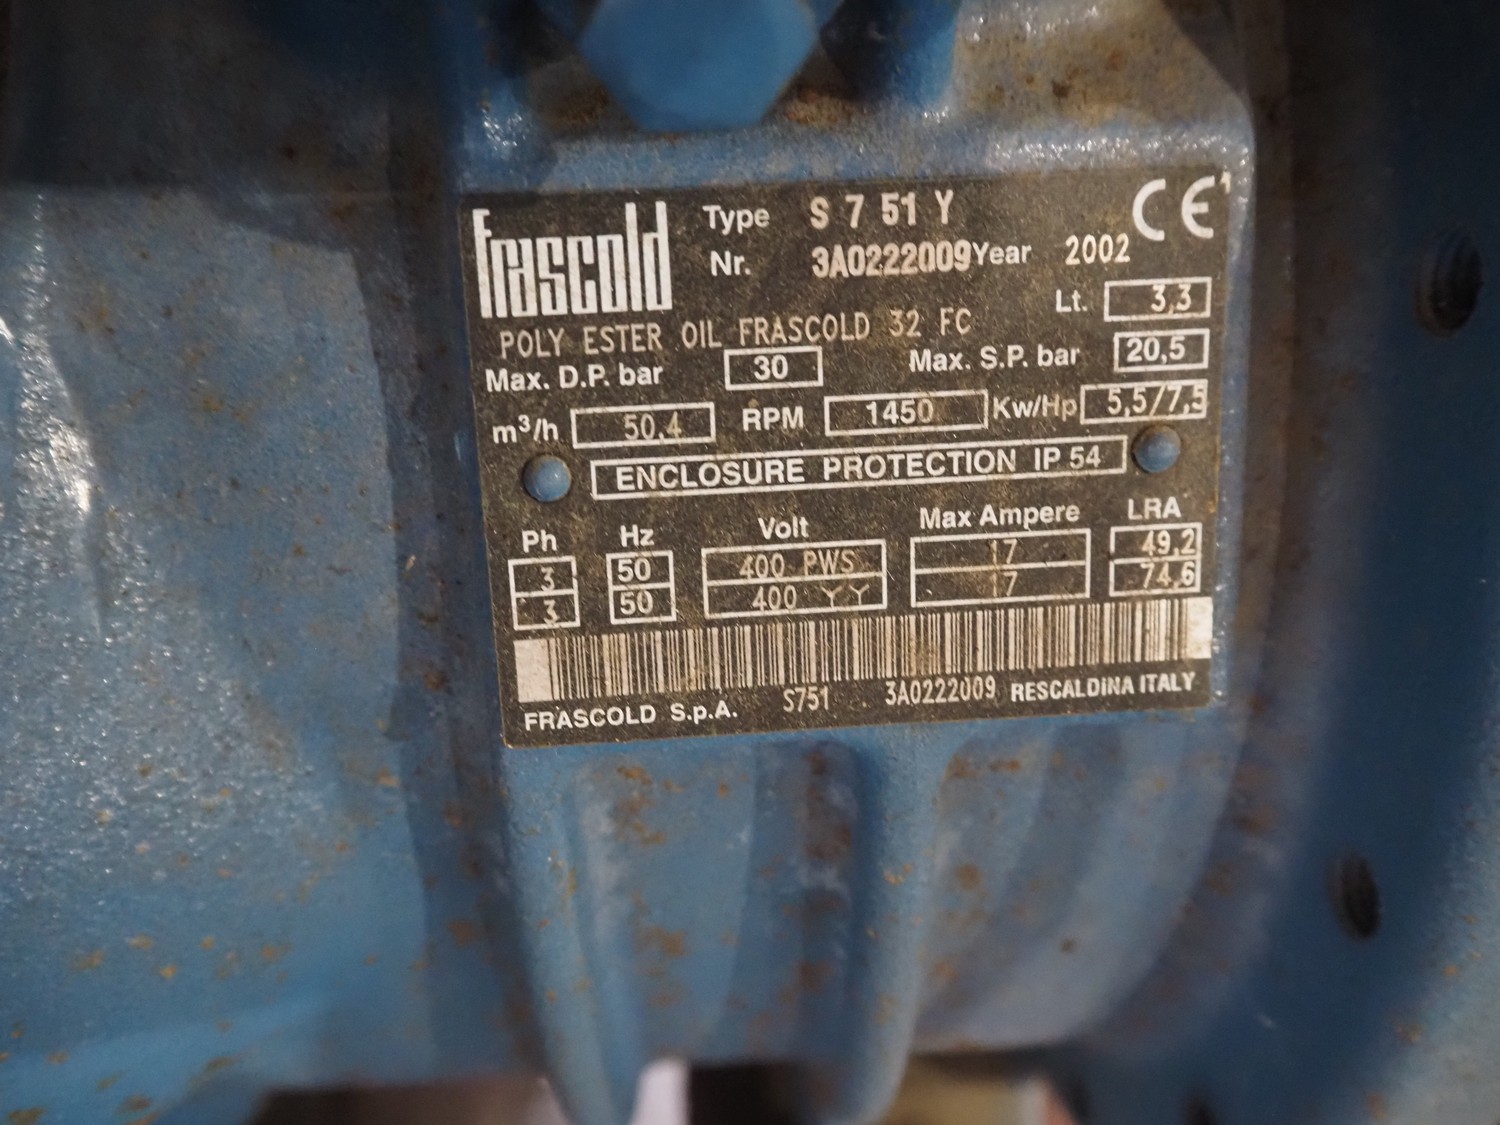 frascold
Type S 7 51 Y CE
Nr. 3A0222009 Year 2002
Lt. 3,3
POLY ESTER OIL FRASCOLD 32 FC
Max. D.P. bar 30 Max. S.P. bar 20,5
m³/h 50,4 RPM 1450 Kw/Hp 5,5/7,5
ENCLOSURE PROTECTION IP 54
Ph Hz Volt Max Ampere LRA
3 50 400 PWS 17 49,2
3 50 400 YY 17 74,6
FRASCOLD S.p.A. S751 . 3A0222009 RESCALDINA ITALY